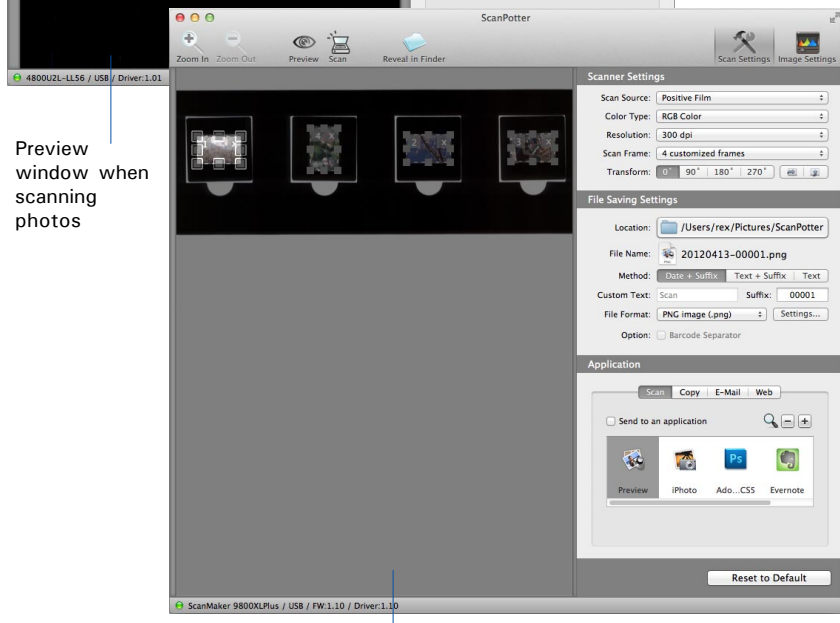 ScanPotter
Zoom In Zoom Out Preview Scan Reveal in Finder Scan Settings Image Settings
4800U2L-LL56 / USB / Driver:1.01
Preview
window when
scanning
photos
1 x
4 x
2 x
3 x
Scanner Settings
Scan Source: Positive Film
Color Type: RGB Color
Resolution: 300 dpi
Scan Frame: 4 customized frames
Transform: 0° 90° 180° 270°
File Saving Settings
Location: /Users/rex/Pictures/ScanPotter
File Name: 20120413-00001.png
Method: Date + Suffix Text + Suffix Text
Custom Text: Scan Suffix: 00001
File Format: PNG image (.png) Settings...
Option: Barcode Separator
Application
Scan Copy E-Mail Web
Send to an application
Ps
Preview iPhoto Ado...CS5 Evernote
Reset to Default
ScanMaker 9800XLPlus / USB / FW:1.10 / Driver:1.10